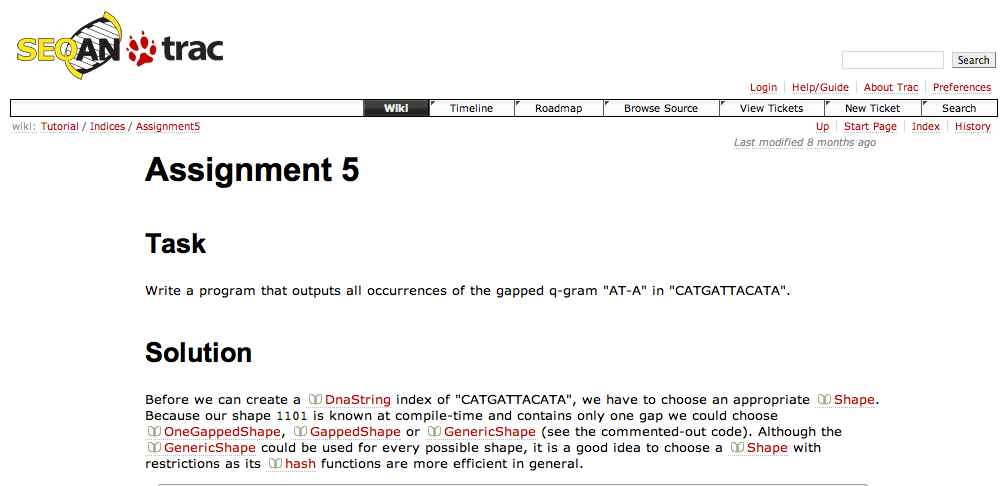 SEQAN trac
Search
Login Help/Guide About Trac Preferences
Wiki Timeline Roadmap Browse Source View Tickets New Ticket Search
wiki: Tutorial / Indices / Assignment5 Up Start Page Index History
Last modified 8 months ago
Assignment 5
Task
Write a program that outputs all occurrences of the gapped q-gram "AT-A" in "CATGATTACATA".
Solution
Before we can create a DnaString index of "CATGATTACATA", we have to choose an appropriate Shape.
Because our shape 1101 is known at compile-time and contains only one gap we could choose
OneGappedShape, GappedShape or GenericShape (see the commented-out code). Although the
GenericShape could be used for every possible shape, it is a good idea to choose a Shape with
restrictions as its hash functions are more efficient in general.